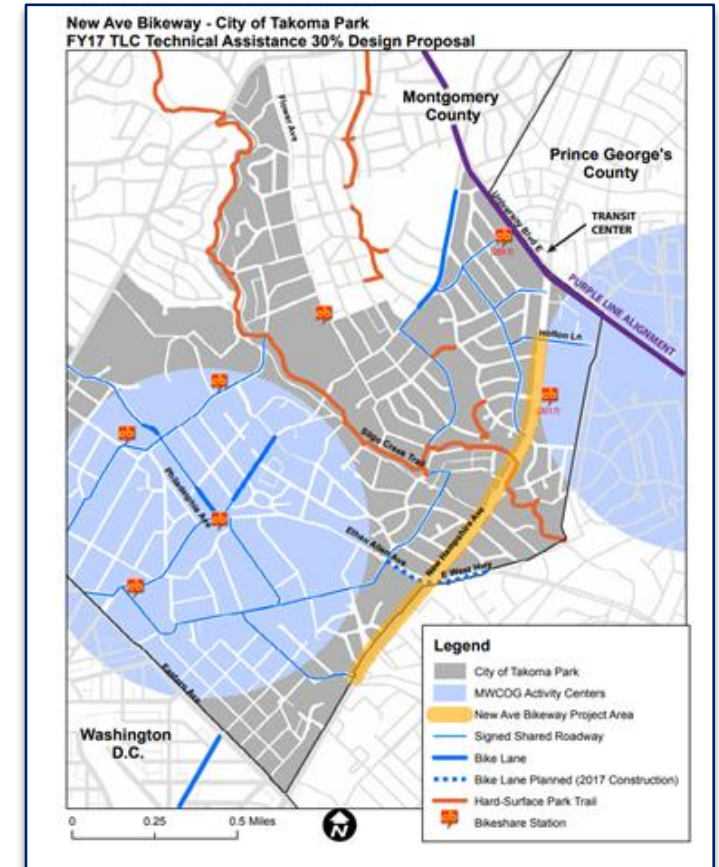 New Ave Bikeway - City of Takoma Park
FY17 TLC Technical Assistance 30% Design Proposal
Flower Ave
Montgomery
County
Prince George's
County
University Blvd E
TRANSIT
CENTER
(2017)
PURPLE LINE ALIGNMENT
Holton Ln
(2017)
Sligo Creek Trail
Philadelphia Ave
Ethan Allen Ave
New Hampshire Ave
E West Hwy
Eastern Ave
Washington
D.C.
Legend
City of Takoma Park
MWCOG Activity Centers
New Ave Bikeway Project Area
Signed Shared Roadway
Bike Lane
Bike Lane Planned (2017 Construction)
Hard-Surface Park Trail
Bikeshare Station
0 0.25 0.5 Miles
N